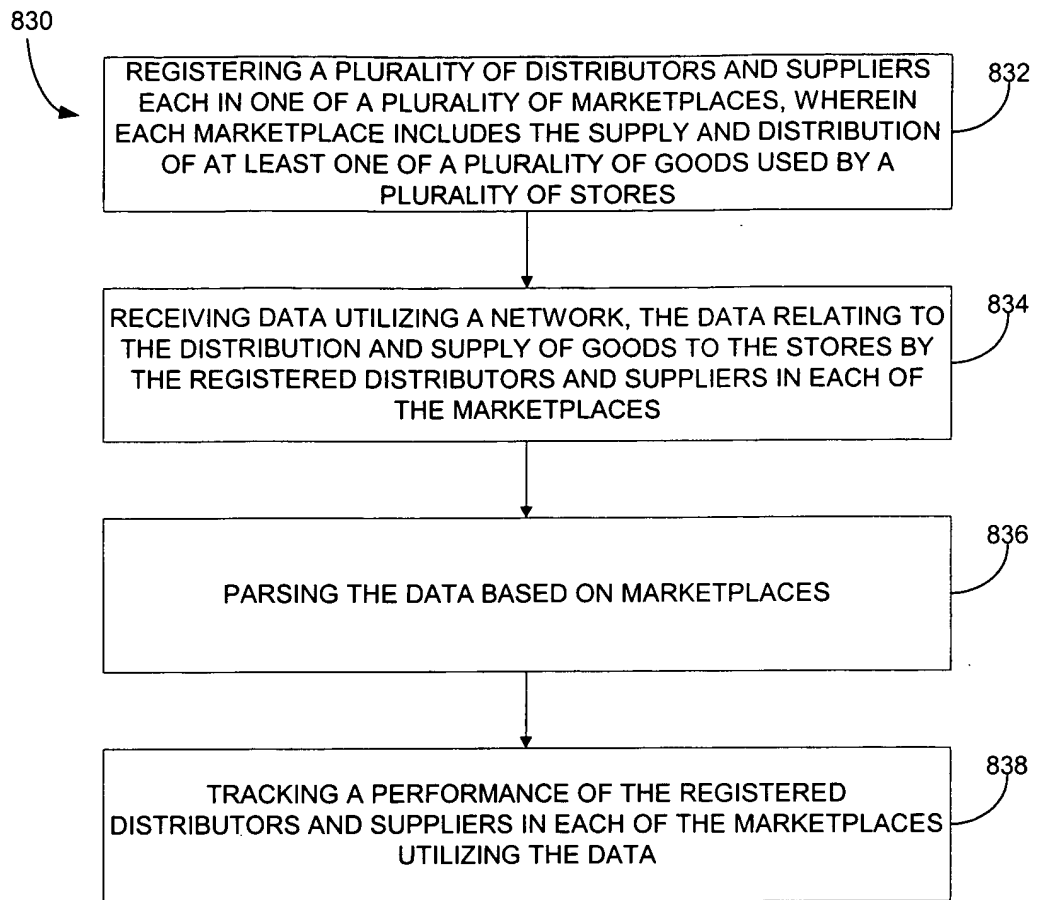 830
REGISTERING A PLURALITY OF DISTRIBUTORS AND SUPPLIERS
EACH IN ONE OF A PLURALITY OF MARKETPLACES, WHEREIN
EACH MARKETPLACE INCLUDES THE SUPPLY AND DISTRIBUTION
OF AT LEAST ONE OF A PLURALITY OF GOODS USED BY A
PLURALITY OF STORES
832
RECEIVING DATA UTILIZING A NETWORK, THE DATA RELATING TO
THE DISTRIBUTION AND SUPPLY OF GOODS TO THE STORES BY
THE REGISTERED DISTRIBUTORS AND SUPPLIERS IN EACH OF
THE MARKETPLACES
834
PARSING THE DATA BASED ON MARKETPLACES
836
TRACKING A PERFORMANCE OF THE REGISTERED
DISTRIBUTORS AND SUPPLIERS IN EACH OF THE MARKETPLACES
UTILIZING THE DATA
838